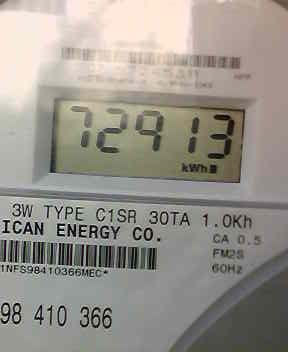 72913
kWh
3W TYPE C1SR 30TA 1.0Kh
ICAN ENERGY CO.
CA 0.5
FM2S
60Hz
1NFS98410366MEC*
98 410 366